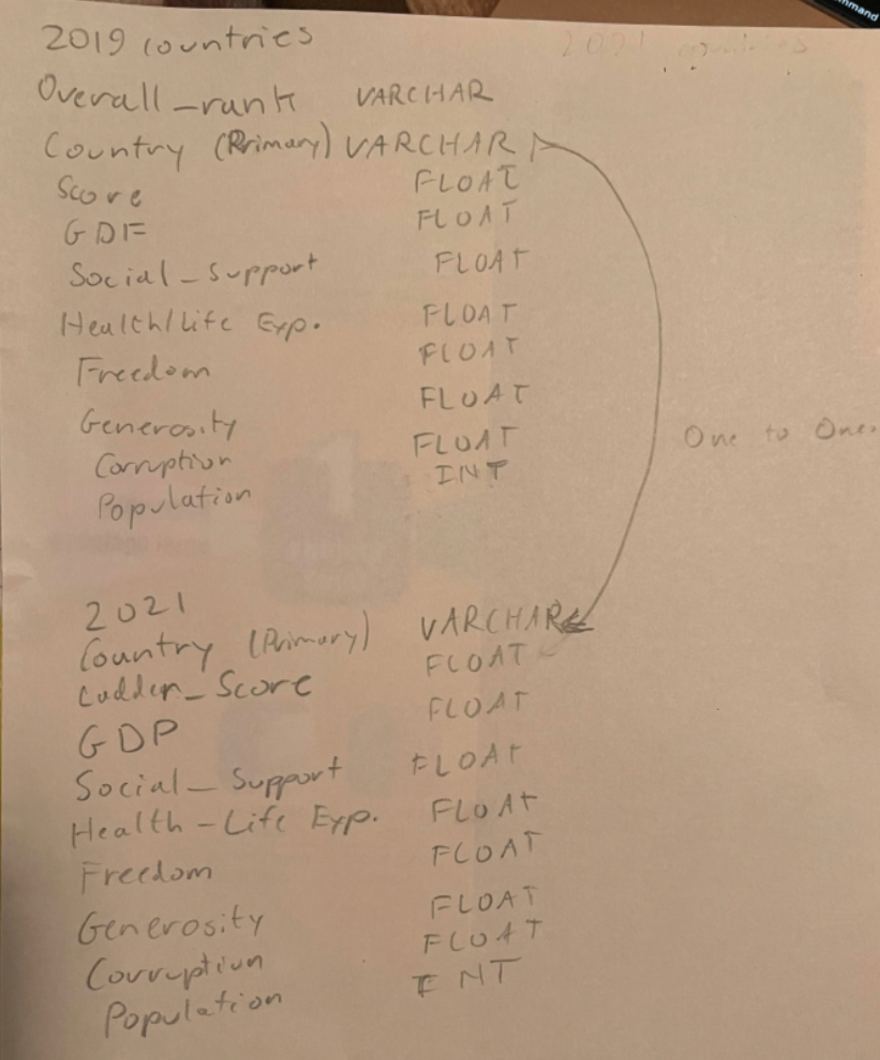 2019 countries
2021 countries
Overall_rank VARCHAR
Country (Primary) VARCHAR
Score FLOAT
GDP FLOAT
Social_Support FLOAT
Health/Life Exp. FLOAT
Freedom FLOAT
Generosity FLOAT
One to One.
Corruption FLOAT
Population INT
2021
Country (Primary) VARCHAR
Ladder_Score FLOAT
GDP FLOAT
Social_Support FLOAT
Health-Life Exp. FLOAT
Freedom FLOAT
Generosity FLOAT
Corruption FLOAT
Population INT